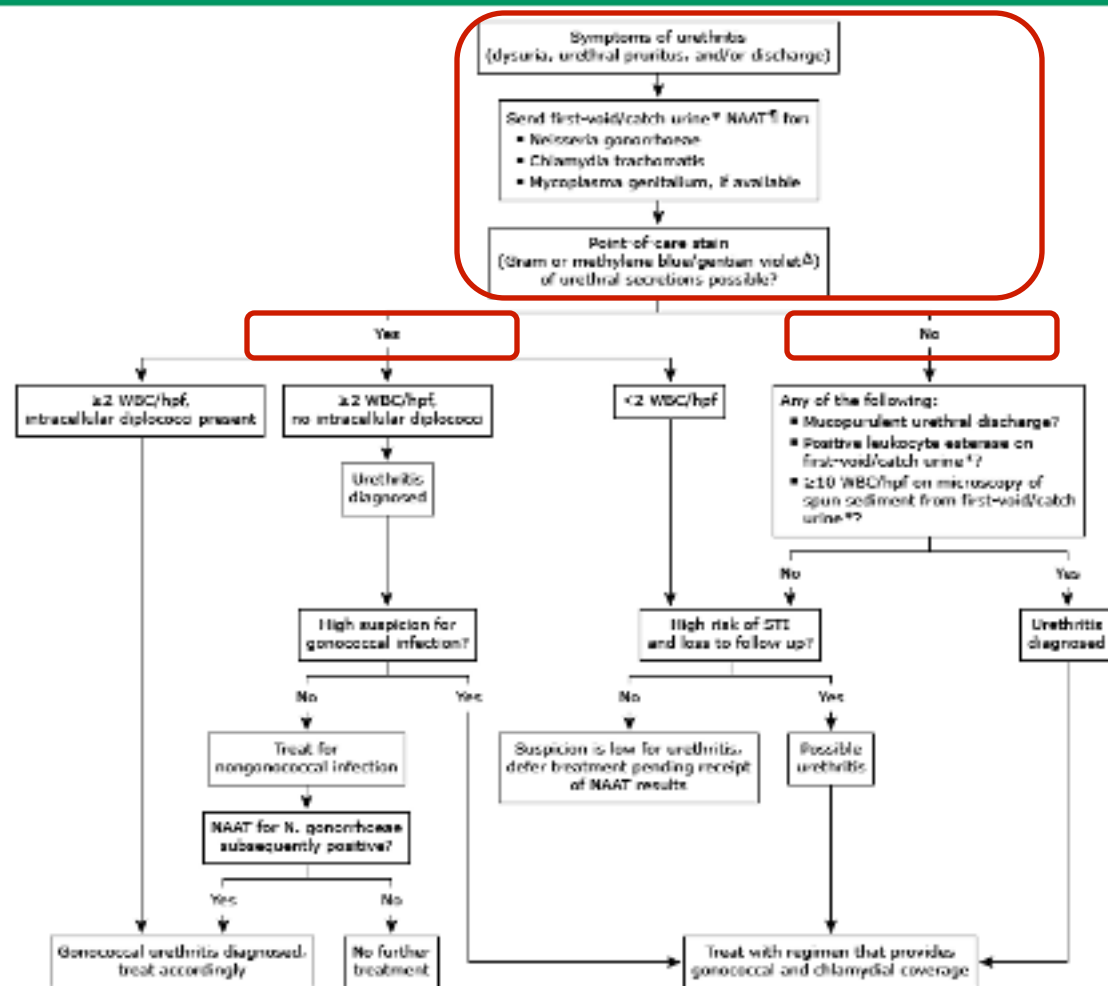 Symptoms of urethritis
(dysuria, urethral pruritus, and/or discharge)
Send first-void/catch urine* NAAT¶ for:
▪ Neisseria gonorrhoeae
▪ Chlamydia trachomatis
▪ Mycoplasma genitalium, if available
Point-of-care stain
(Gram or methylene blue/gentian violetΔ)
of urethral secretions possible?
Yes
No
≥2 WBC/hpf,
intracellular diplococci present
≥2 WBC/hpf,
no intracellular diplococci
<2 WBC/hpf
Any of the following:
▪ Mucopurulent urethral discharge?
▪ Positive leukocyte esterase on
first-void/catch urine*?
▪ ≥10 WBC/hpf on microscopy of
spun sediment from first-void/catch
urine*?
Urethritis
diagnosed
No
Yes
High suspicion for
gonococcal infection?
High risk of STI
and loss to follow up?
Urethritis
diagnosed
No
Yes
No
Yes
Treat for
nongonococcal infection
Suspicion is low for urethritis,
defer treatment pending receipt
of NAAT results
Possible
urethritis
NAAT for N. gonorrhoeae
subsequently positive?
Yes
No
Gonococcal urethritis diagnosed,
treat accordingly
No further
treatment
Treat with regimen that provides
gonococcal and chlamydial coverage